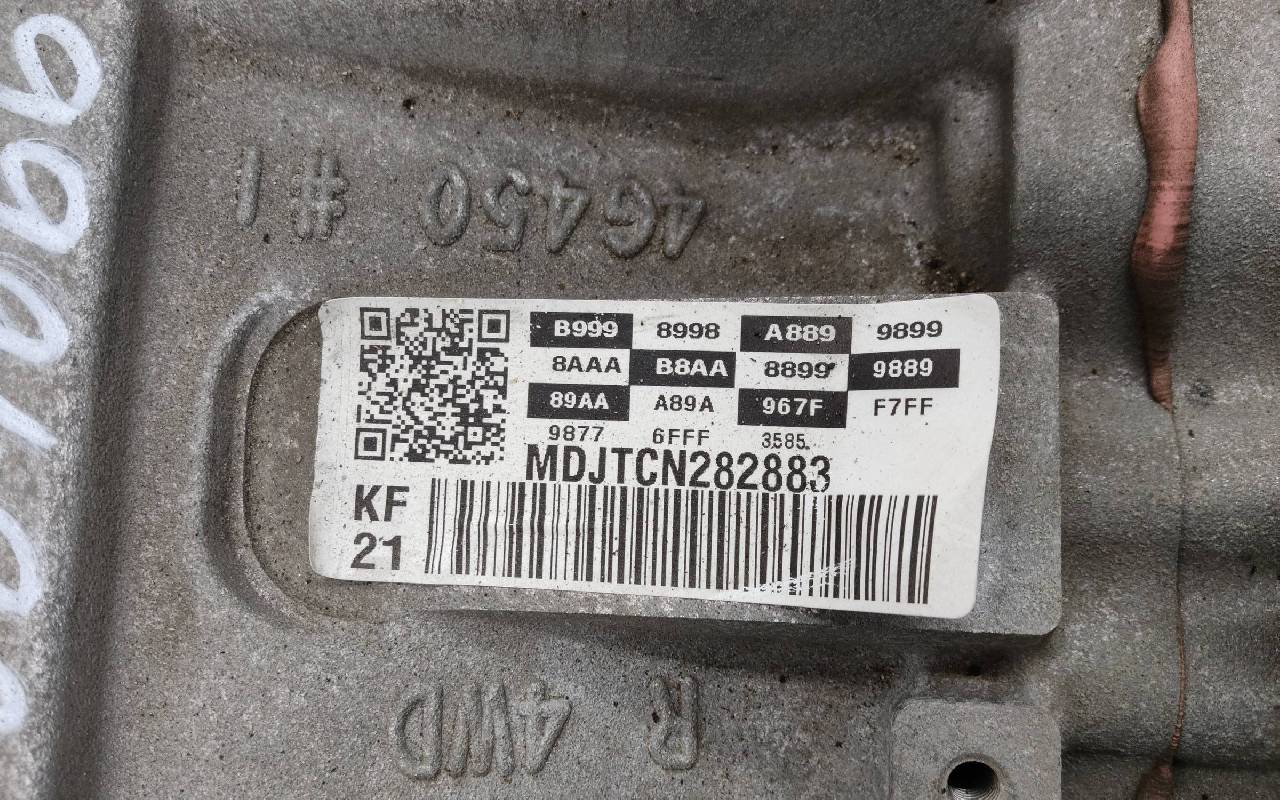 4G450 #1
B999 8998 A889 9899
8AAA B8AA 8899 9889
89AA A89A 967F F7FF
9877 6FFF 3585
MDJTCN282883
KF
21
R 4WD